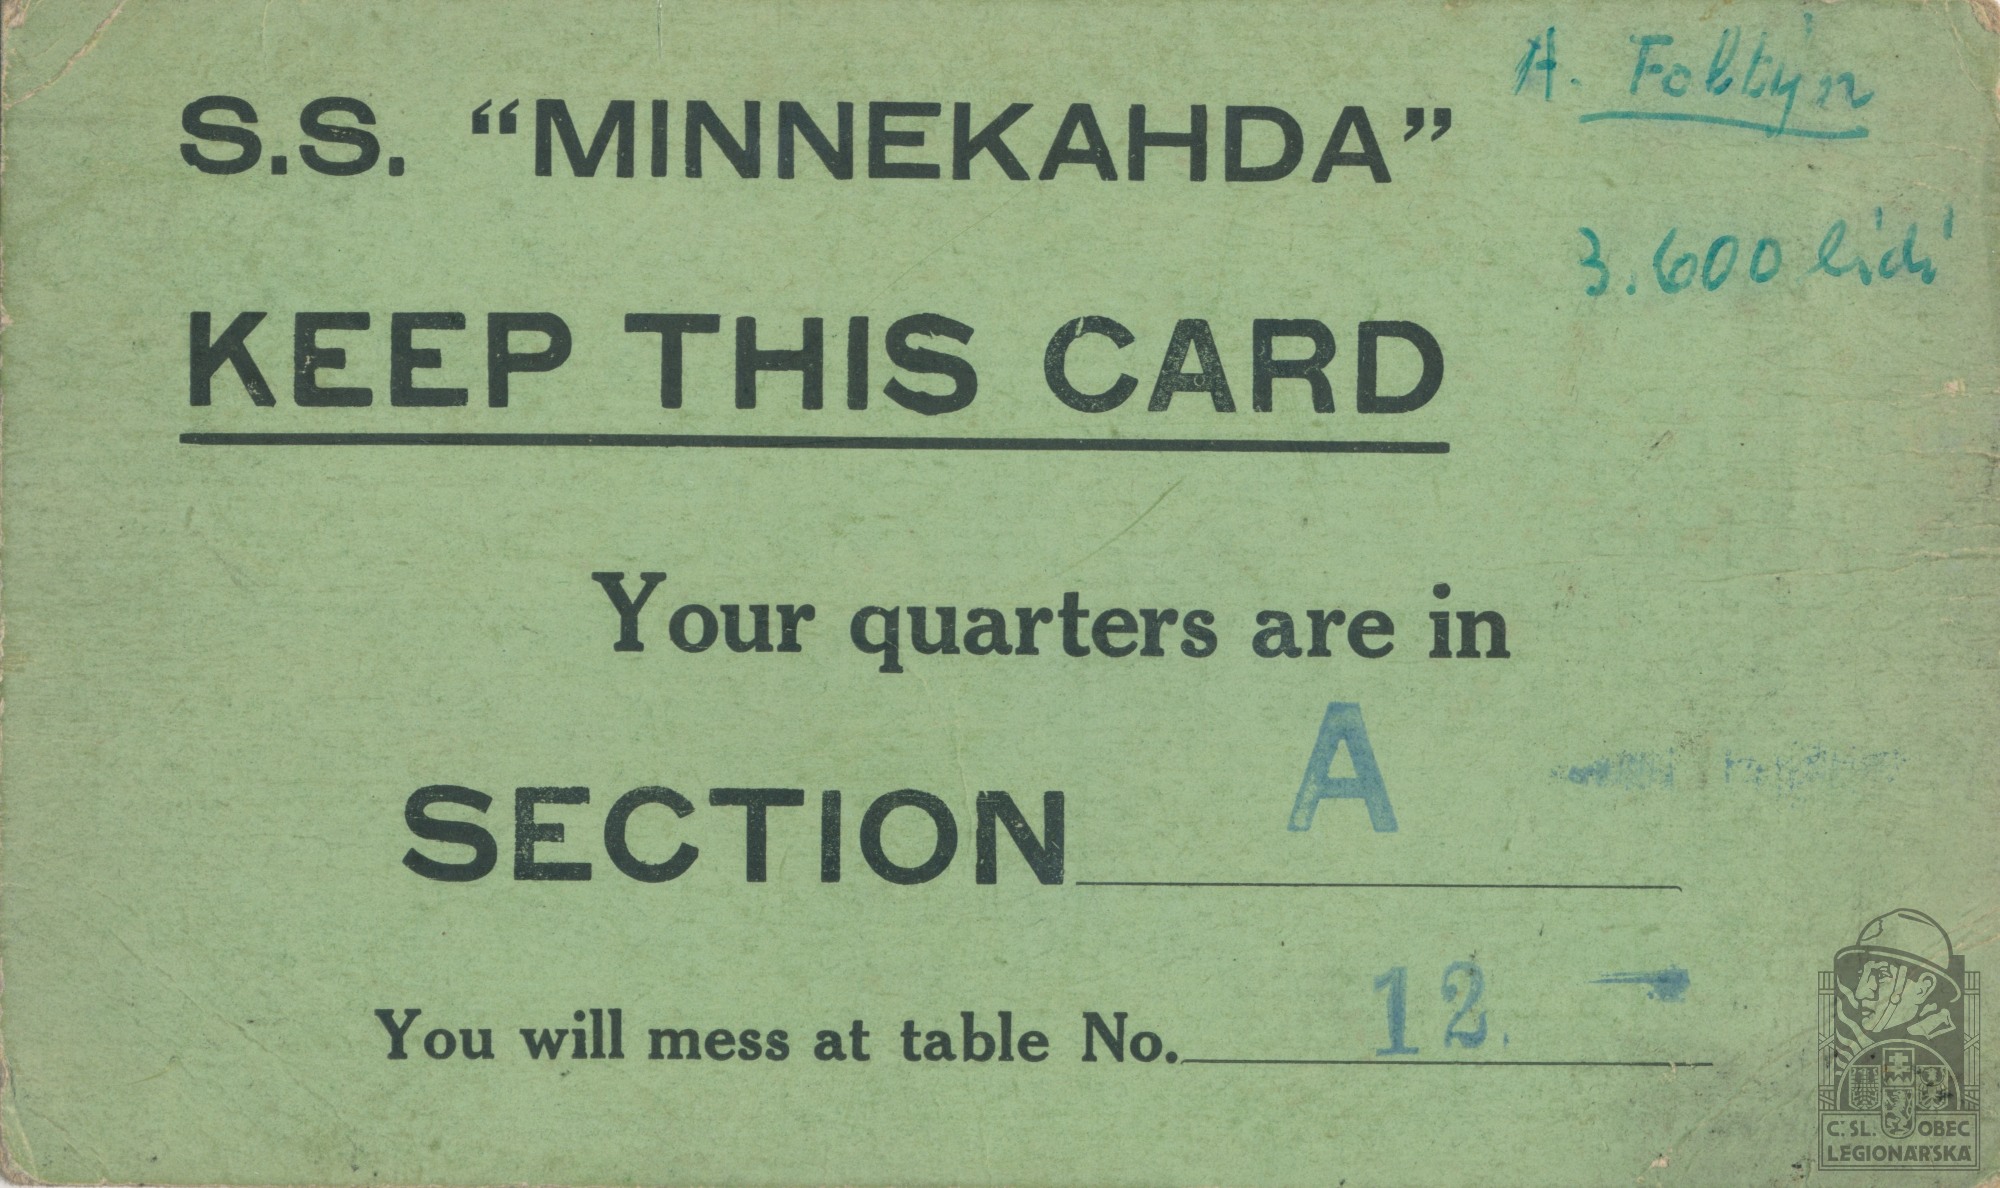 A. Foltýn
S.S. “MINNEKAHDA”
3.600 lidí
KEEP THIS CARD
Your quarters are in
SECTION A
You will mess at table No. 12.
Č. SL. OBEC
LEGIONÁŘSKÁ